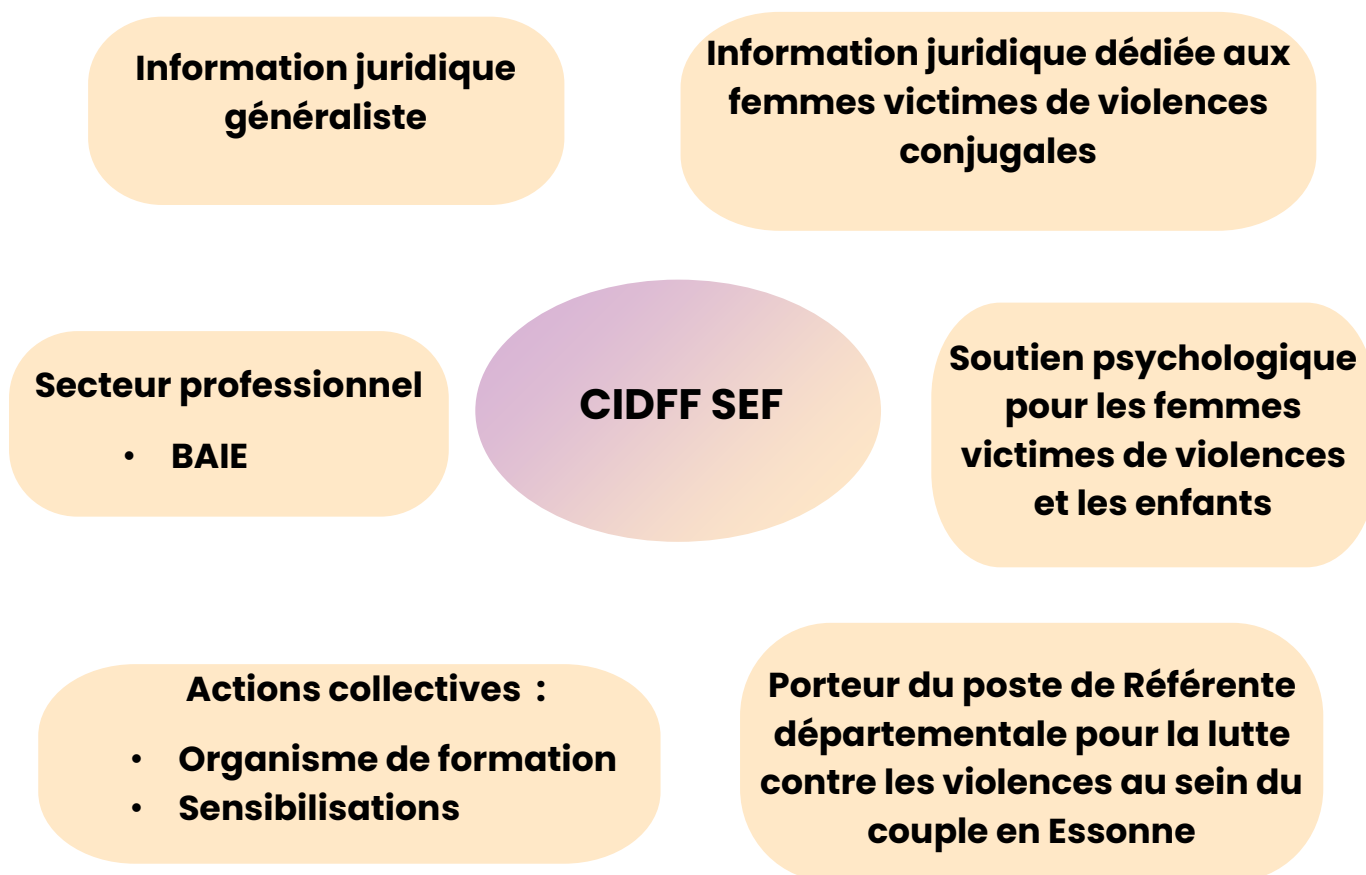 Information juridique
généraliste
Information juridique dédiée aux
femmes victimes de violences
conjugales
Secteur professionnel
• BAIE
CIDFF SEF
Soutien psychologique
pour les femmes
victimes de violences
et les enfants
Actions collectives :
• Organisme de formation
• Sensibilisations
Porteur du poste de Référente
départementale pour la lutte
contre les violences au sein du
couple en Essonne